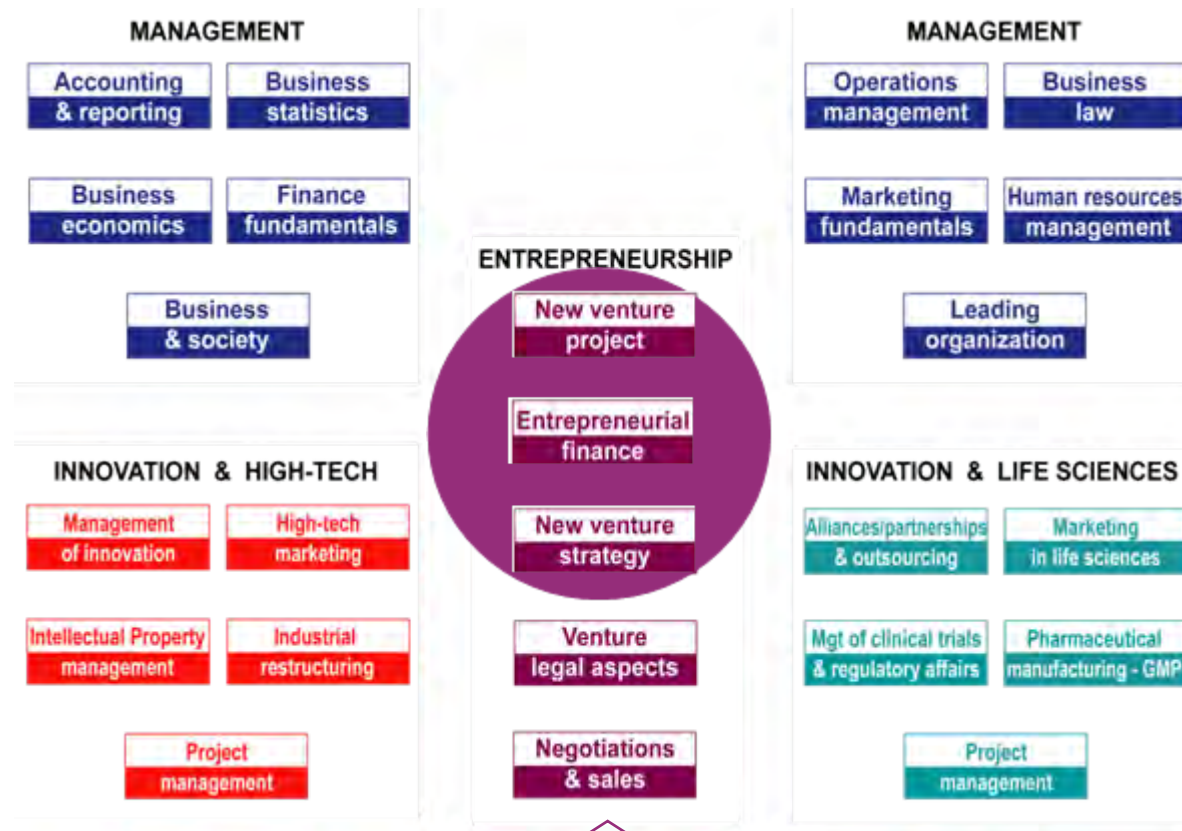 MANAGEMENT
Accounting
& reporting
Business
statistics
Business
economics
Finance
fundamentals
Business
& society
MANAGEMENT
Operations
management
Business
law
Marketing
fundamentals
Human resources
management
Leading
organization
ENTREPRENEURSHIP
New venture
project
Entrepreneurial
finance
New venture
strategy
Venture
legal aspects
Negotiations
& sales
INNOVATION & HIGH-TECH
Management
of innovation
High-tech
marketing
Intellectual Property
management
Industrial
restructuring
Project
management
INNOVATION & LIFE SCIENCES
Alliances/partnerships
& outsourcing
Marketing
in life sciences
Mgt of clinical trials
& regulatory affairs
Pharmaceutical
manufacturing - GMP
Project
management